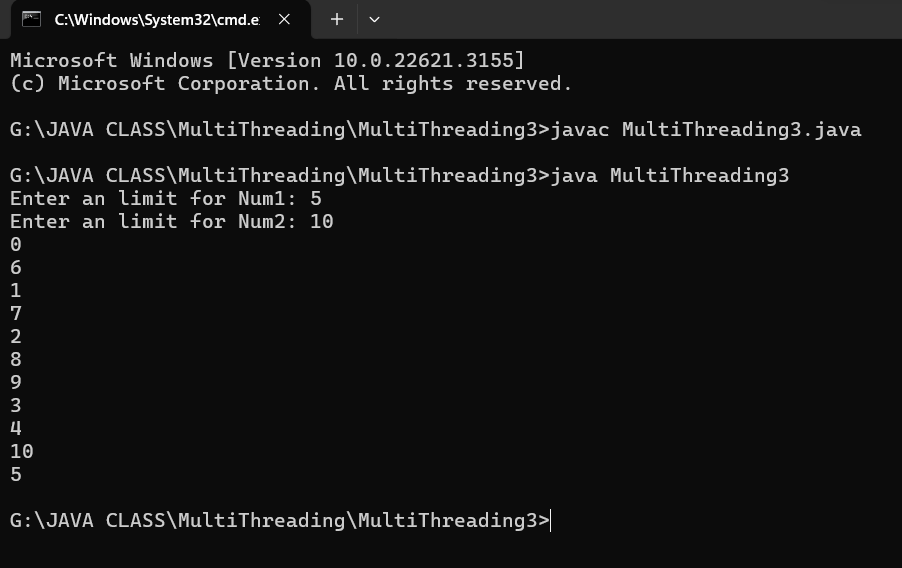 C:\Windows\System32\cmd.e
Microsoft Windows [Version 10.0.22621.3155]
(c) Microsoft Corporation. All rights reserved.
G:\JAVA CLASS\MultiThreading\MultiThreading3>javac MultiThreading3.java
G:\JAVA CLASS\MultiThreading\MultiThreading3>java MultiThreading3
Enter an limit for Num1: 5
Enter an limit for Num2: 10
0
6
1
7
2
8
9
3
4
10
5
G:\JAVA CLASS\MultiThreading\MultiThreading3>